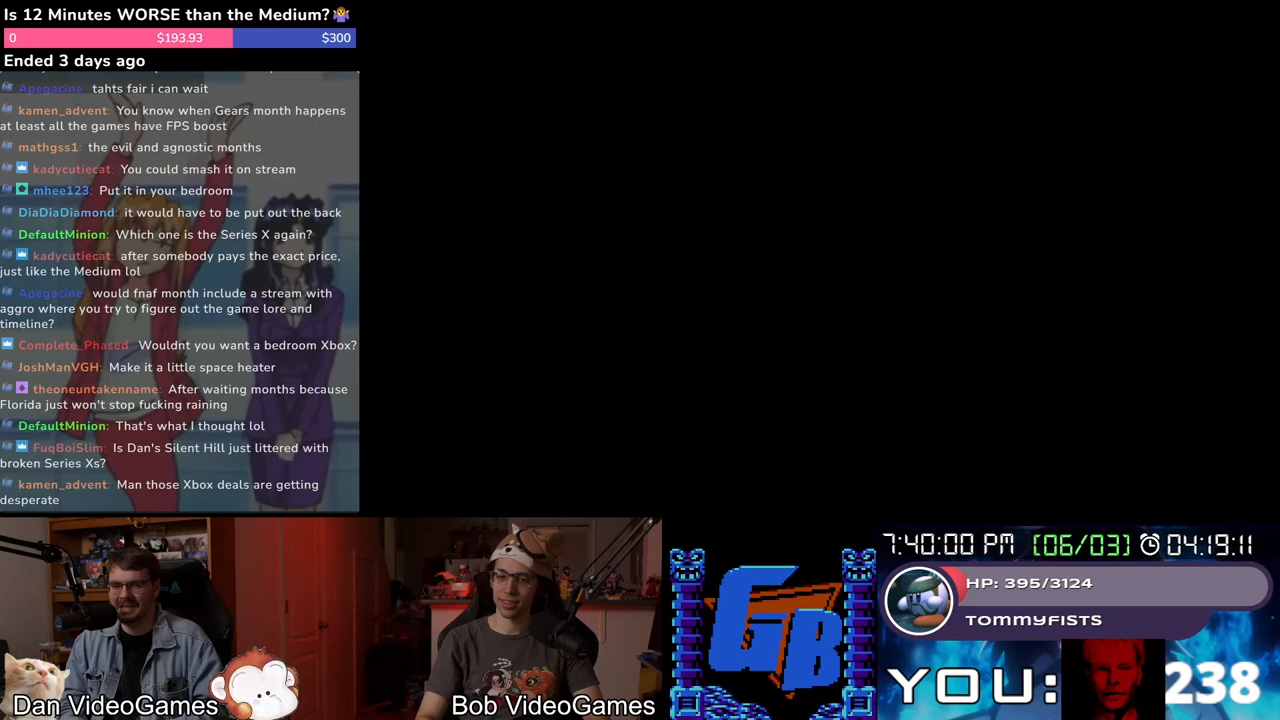 Is 12 Minutes WORSE than the Medium?🤷‍♀️
0 $193.93 $300
Ended 3 days ago
Apegacine: tahts fair i can wait
kamen_advent: You know when Gears month happens
at least all the games have FPS boost
mathgss1: the evil and agnostic months
kadycutiecat: You could smash it on stream
mhee123: Put it in your bedroom
DiaDiaDiamond: it would have to be put out the back
DefaultMinion: Which one is the Series X again?
kadycutiecat: after somebody pays the exact price,
just like the Medium lol
Apegacine: would fnaf month include a stream with
aggro where you try to figure out the game lore and
timeline?
Complete_Phased: Wouldnt you want a bedroom Xbox?
JoshManVGH: Make it a little space heater
theoneuntakenname: After waiting months because
Florida just won't stop fucking raining
DefaultMinion: That's what I thought lol
FuqBoiSlim: Is Dan's Silent Hill just littered with
broken Series Xs?
kamen_advent: Man those Xbox deals are getting
desperate
Dan VideoGames
Bob VideoGames
GB
7:40:00 PM [06/03] 04:19:11
HP: 395/3124
TOMMYFISTS
YOU: 238